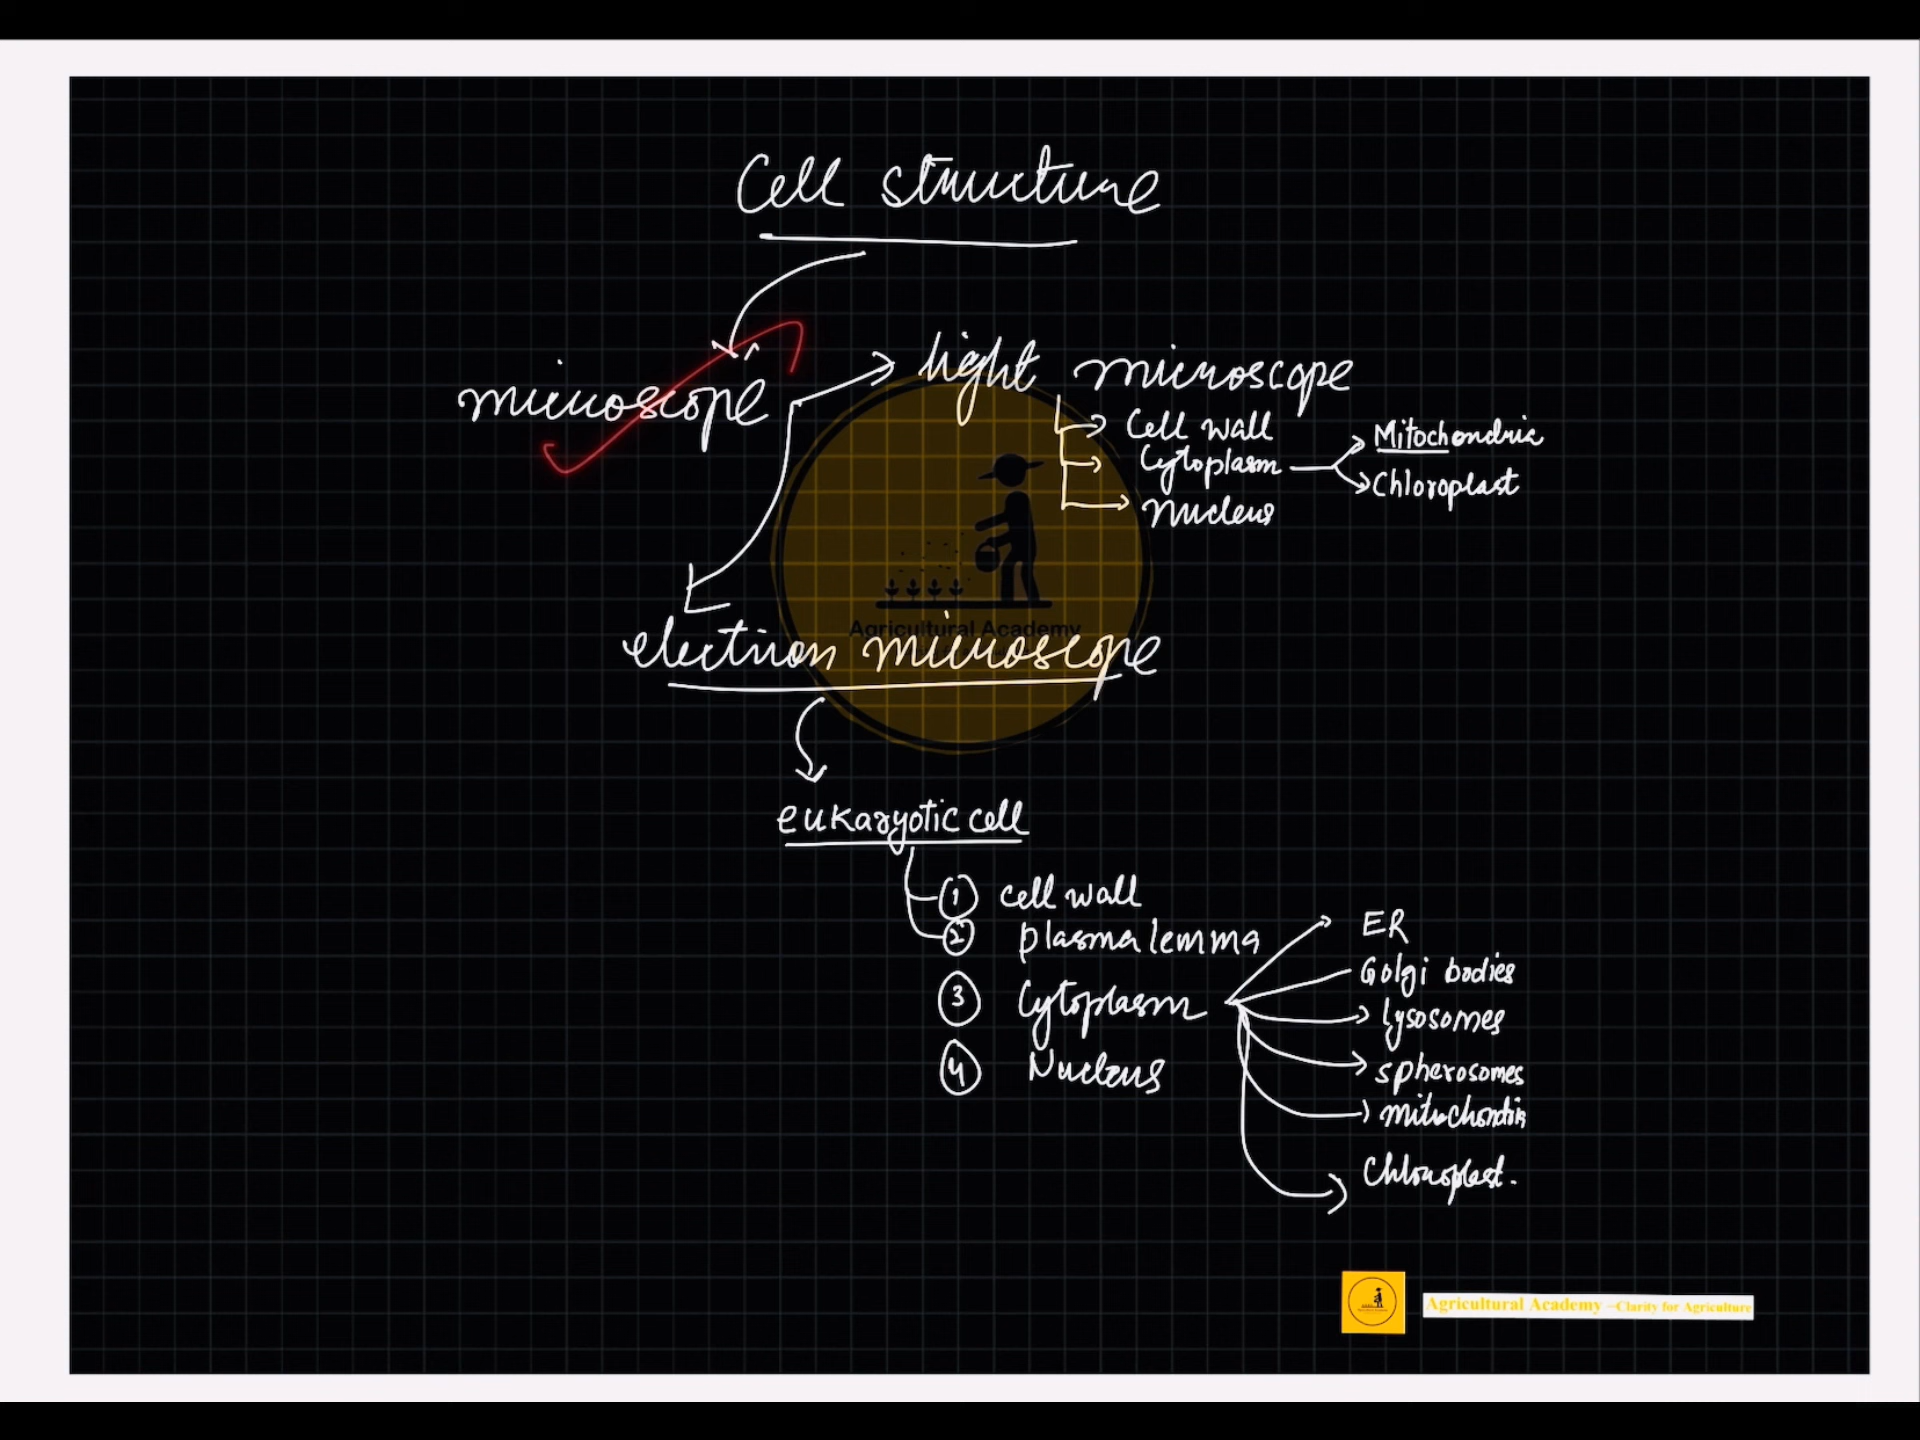 Cell structure
microscope
light microscope
Cell wall
Cytoplasm
Mitochondria
Chloroplast
Nucleus
Agricultural Academy
electron microscope
eukaryotic cell
1 cell wall
2 plasma lemma
3 Cytoplasm
4 Nucleus
ER
Golgi bodies
lysosomes
spherosomes
mitochondria
Chloroplast.
Agricultural Academy –Clarity for Agriculture